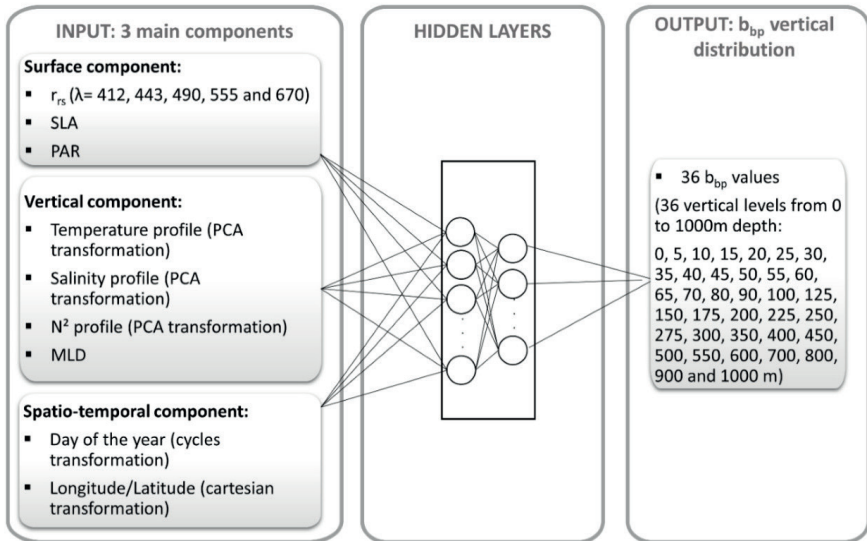 INPUT: 3 main components
Surface component:
▪ rrs (λ= 412, 443, 490, 555 and 670)
▪ SLA
▪ PAR
Vertical component:
▪ Temperature profile (PCA
transformation)
▪ Salinity profile (PCA
transformation)
▪ N² profile (PCA transformation)
▪ MLD
Spatio-temporal component:
▪ Day of the year (cycles
transformation)
▪ Longitude/Latitude (cartesian
transformation)
HIDDEN LAYERS
OUTPUT: bbp vertical
distribution
▪ 36 bbp values
(36 vertical levels from 0
to 1000m depth:
0, 5, 10, 15, 20, 25, 30,
35, 40, 45, 50, 55, 60,
65, 70, 80, 90, 100, 125,
150, 175, 200, 225, 250,
275, 300, 350, 400, 450,
500, 550, 600, 700, 800,
900 and 1000 m)